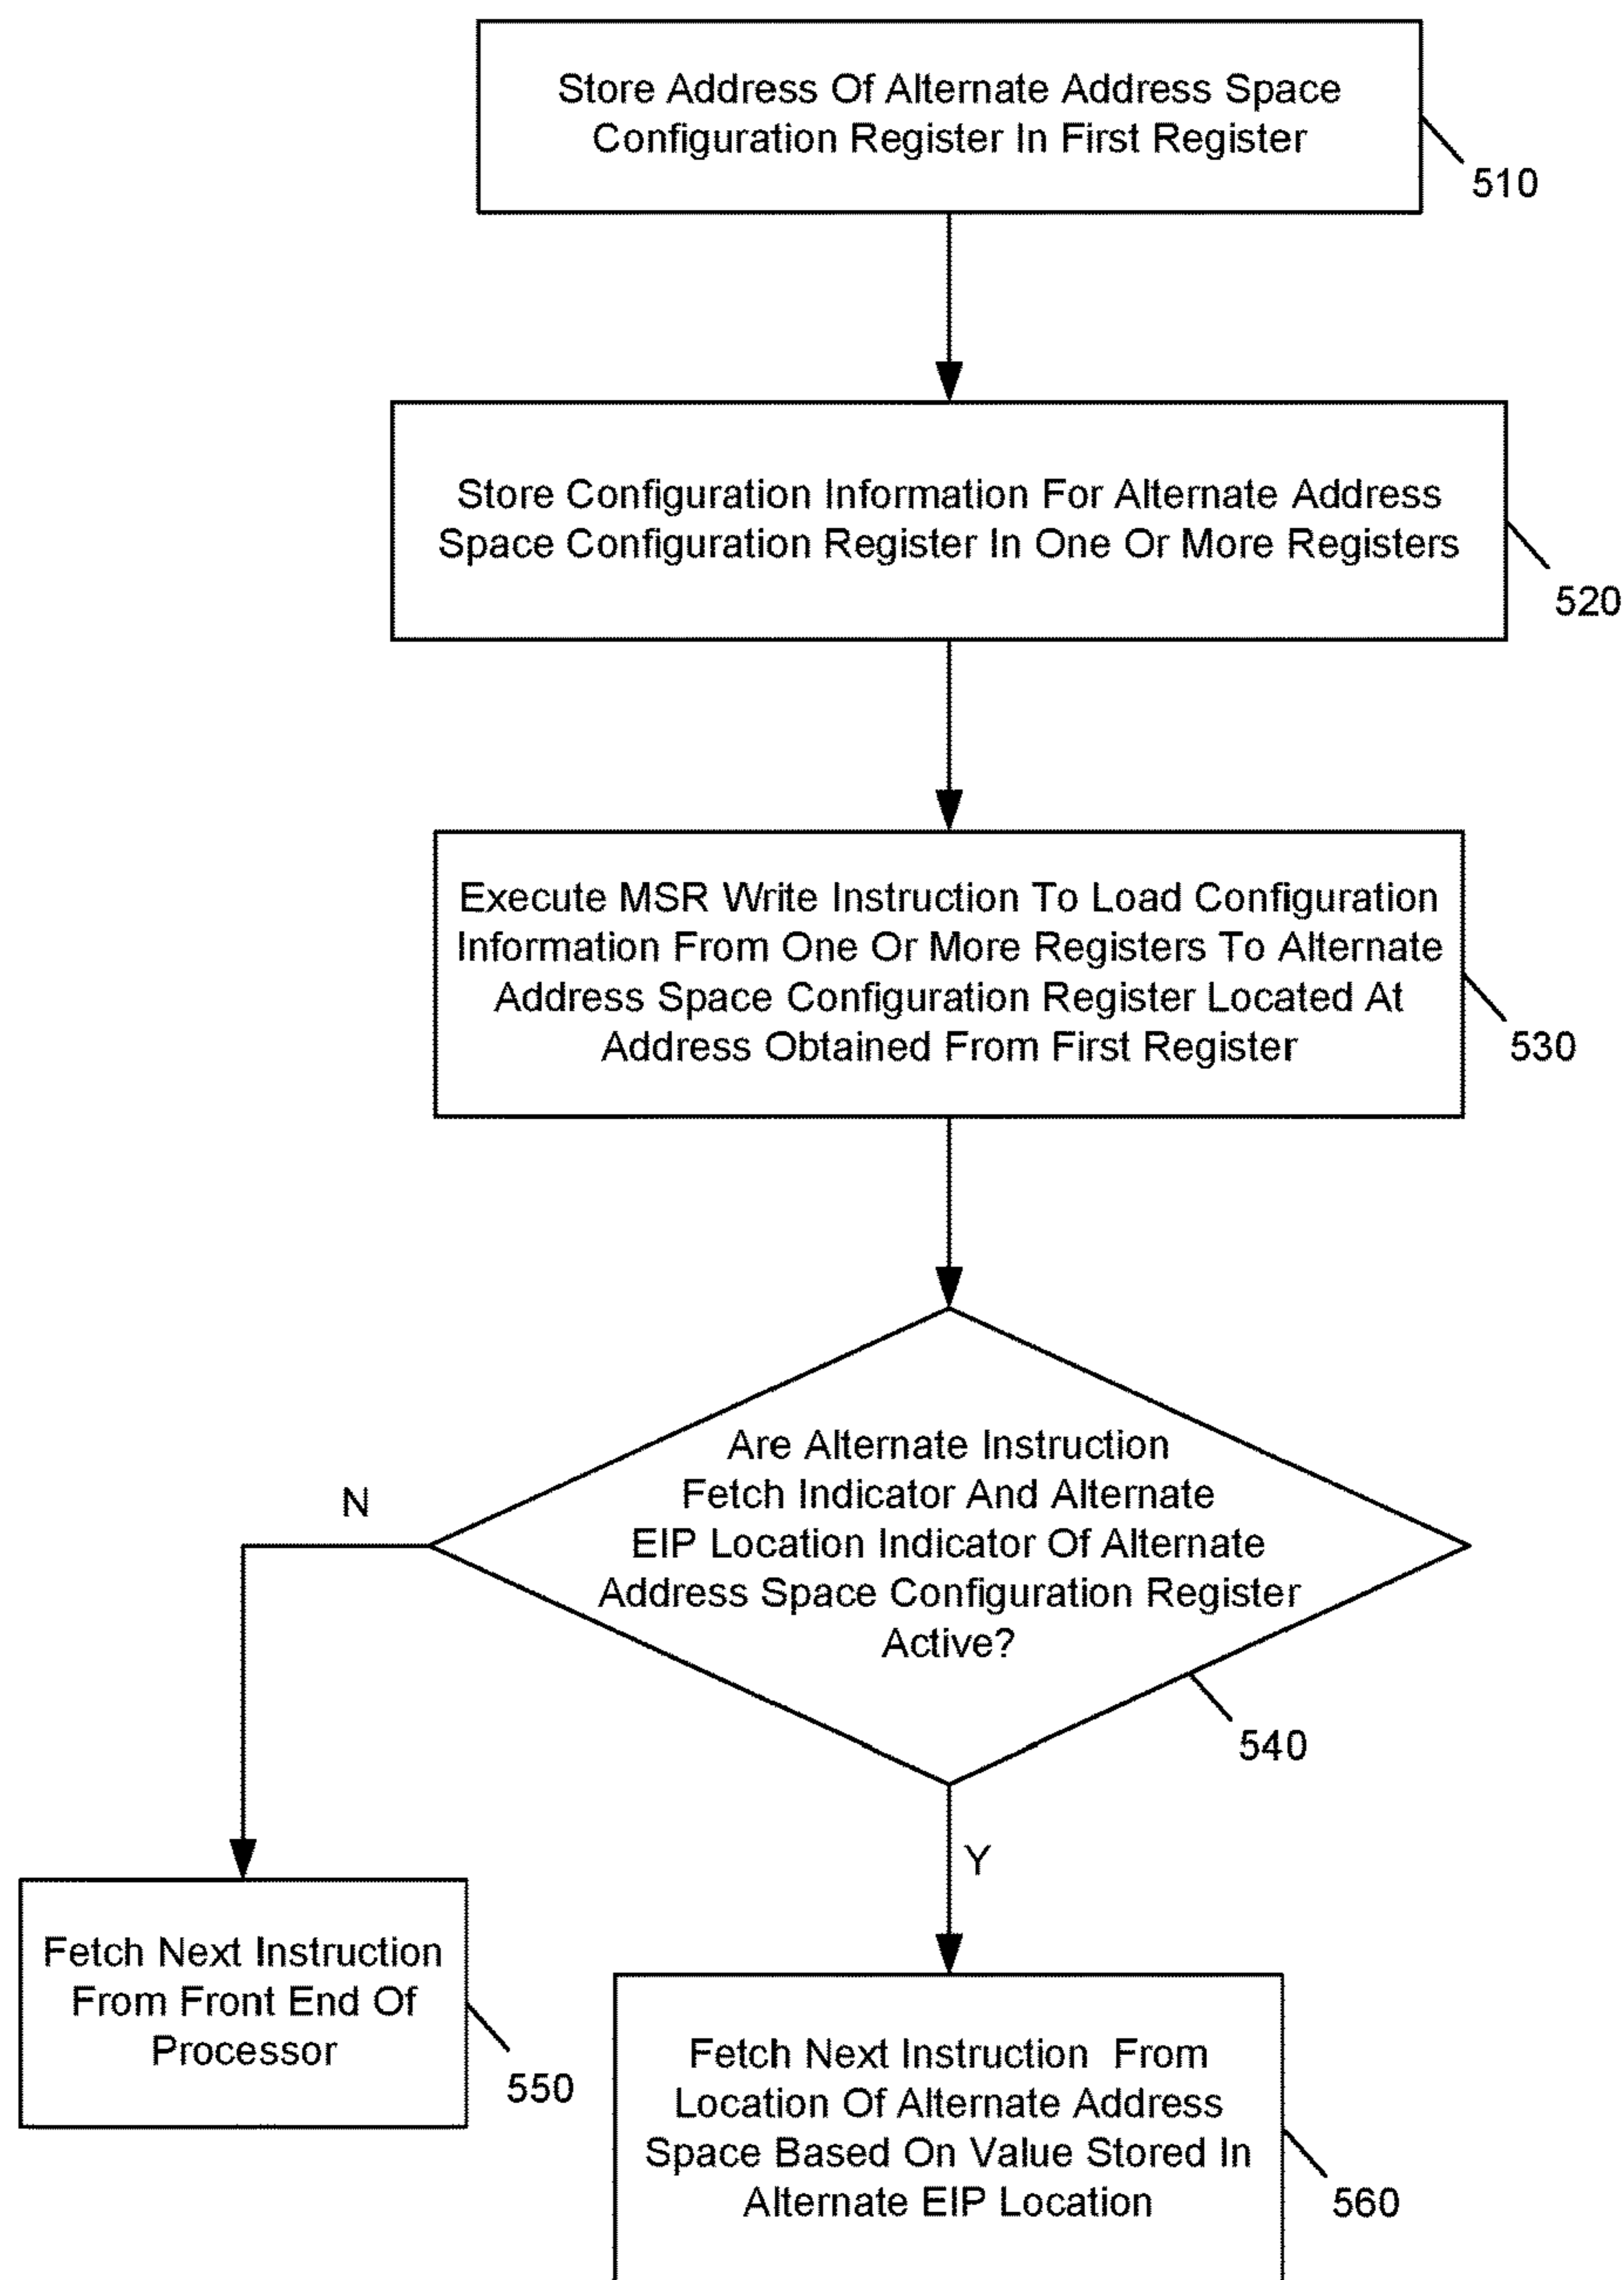 Store Address Of Alternate Address Space
Configuration Register In First Register
510
Store Configuration Information For Alternate Address
Space Configuration Register In One Or More Registers
520
Execute MSR Write Instruction To Load Configuration
Information From One Or More Registers To Alternate
Address Space Configuration Register Located At
Address Obtained From First Register
530
Are Alternate Instruction
Fetch Indicator And Alternate
EIP Location Indicator Of Alternate
Address Space Configuration Register
Active?
540
N
Y
Fetch Next Instruction
From Front End Of
Processor
550
Fetch Next Instruction From
Location Of Alternate Address
Space Based On Value Stored In
Alternate EIP Location
560